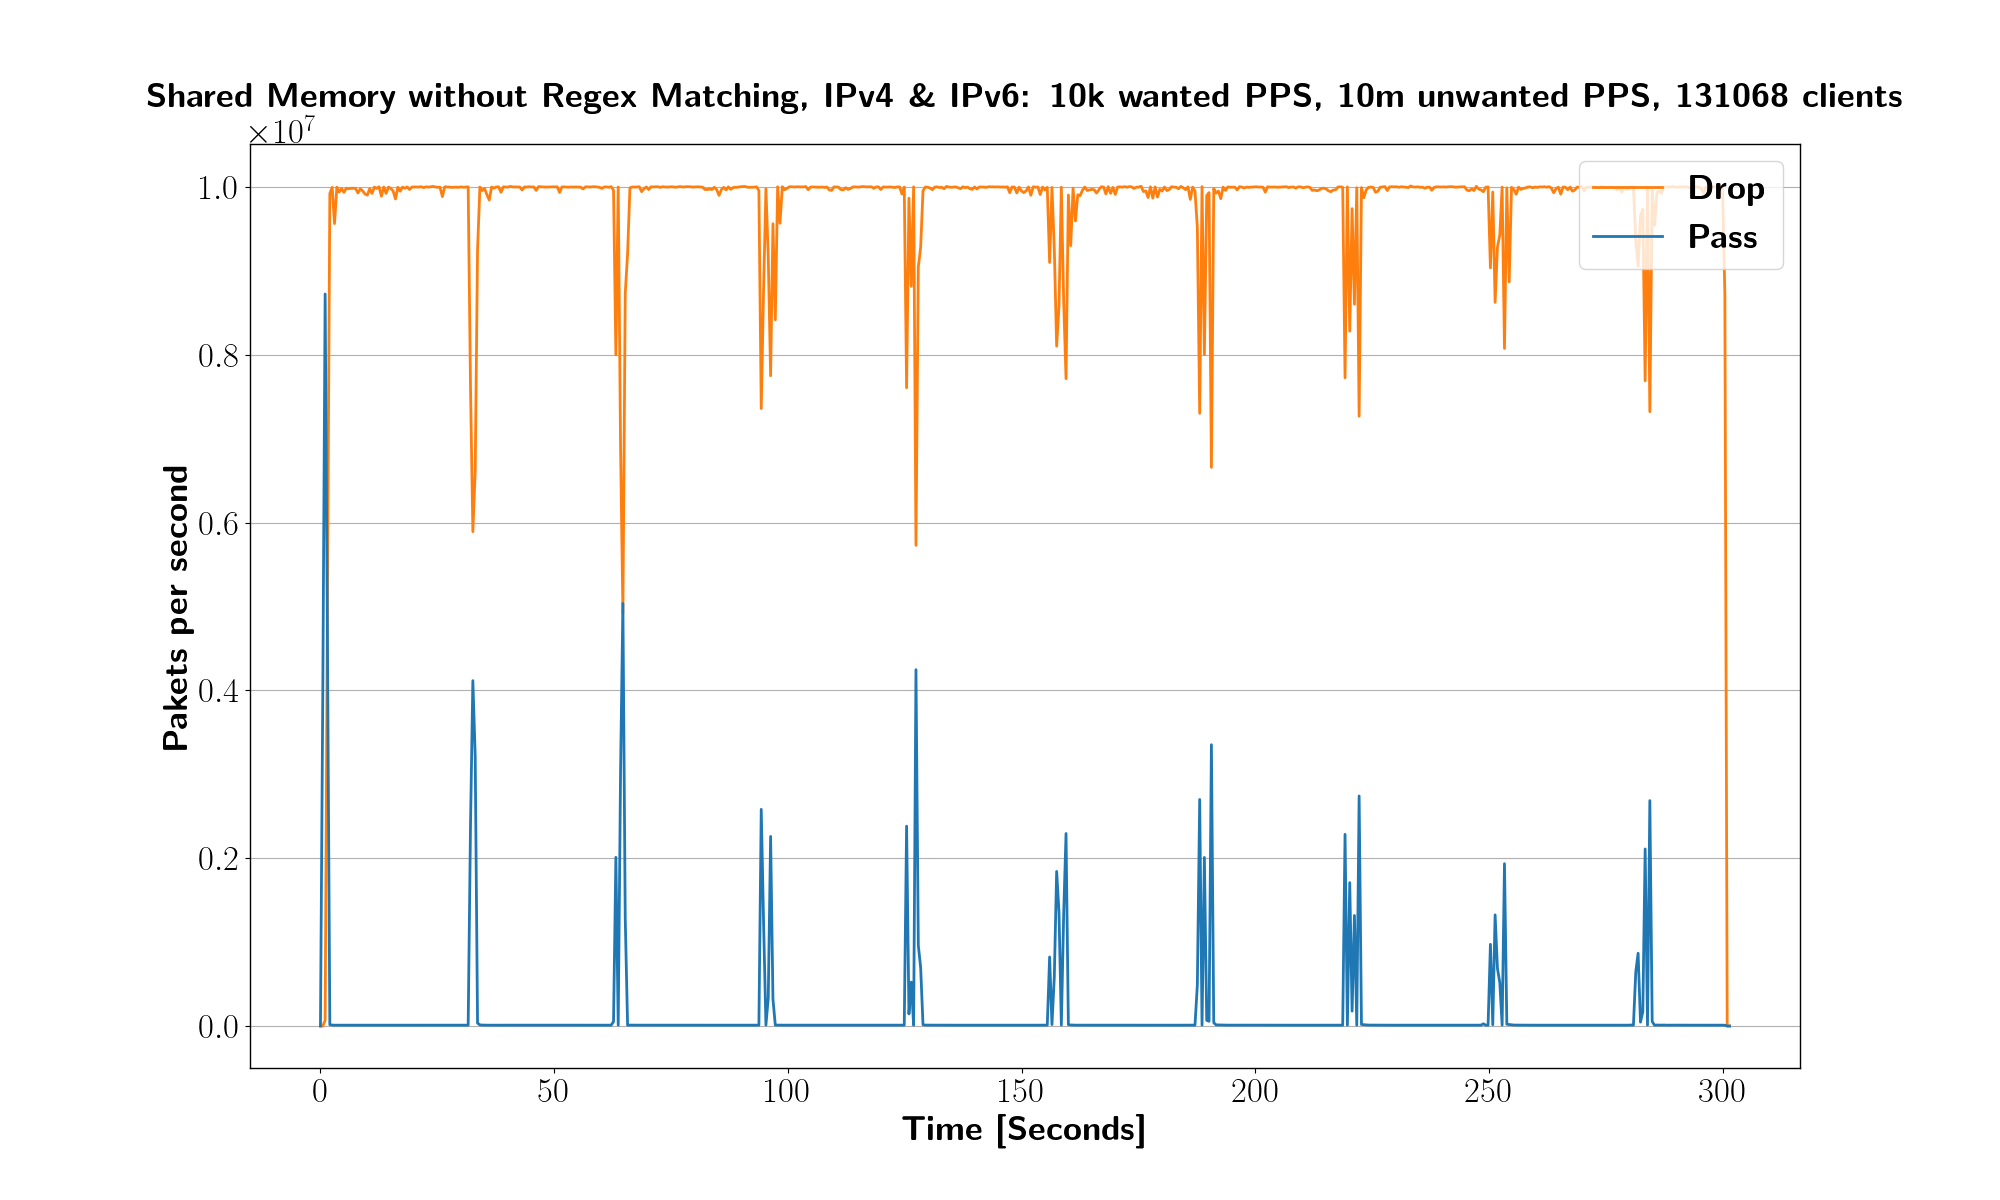 Shared Memory without Regex Matching, IPv4 & IPv6: 10k wanted PPS, 10m unwanted PPS, 131068 clients
×10⁷
Drop
Pass
1.0
0.8
0.6
0.4
0.2
0.0
Pakets per second
0 50 100 150 200 250 300
Time [Seconds]